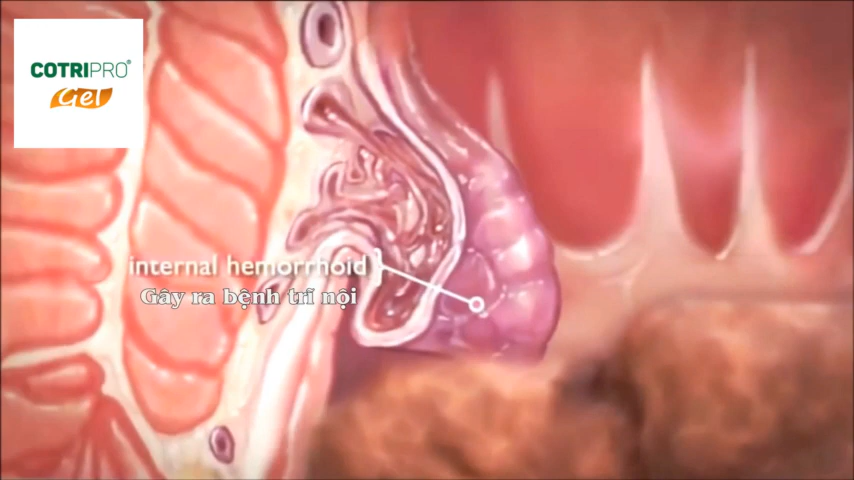 COTRIPRO®
Gel
internal hemorrhoid
Gây ra bệnh trĩ nội